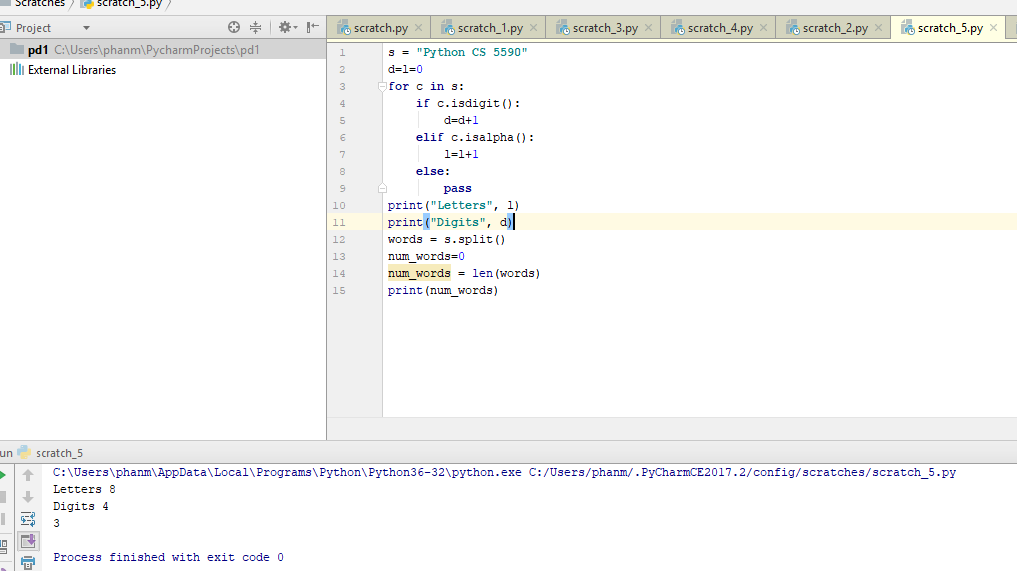 Scratches scratch_5.py
Project
scratch.py scratch_1.py scratch_3.py scratch_4.py scratch_2.py scratch_5.py
pd1 C:\Users\phanm\PycharmProjects\pd1
External Libraries
1 s = "Python CS 5590"
2 d=l=0
3 for c in s:
4 if c.isdigit():
5 d=d+1
6 elif c.isalpha():
7 l=l+1
8 else:
9 pass
10 print("Letters", l)
11 print("Digits", d)
12 words = s.split()
13 num_words=0
14 num_words = len(words)
15 print(num_words)
un scratch_5
C:\Users\phanm\AppData\Local\Programs\Python\Python36-32\python.exe C:/Users/phanm/.PyCharmCE2017.2/config/scratches/scratch_5.py
Letters 8
Digits 4
3
Process finished with exit code 0